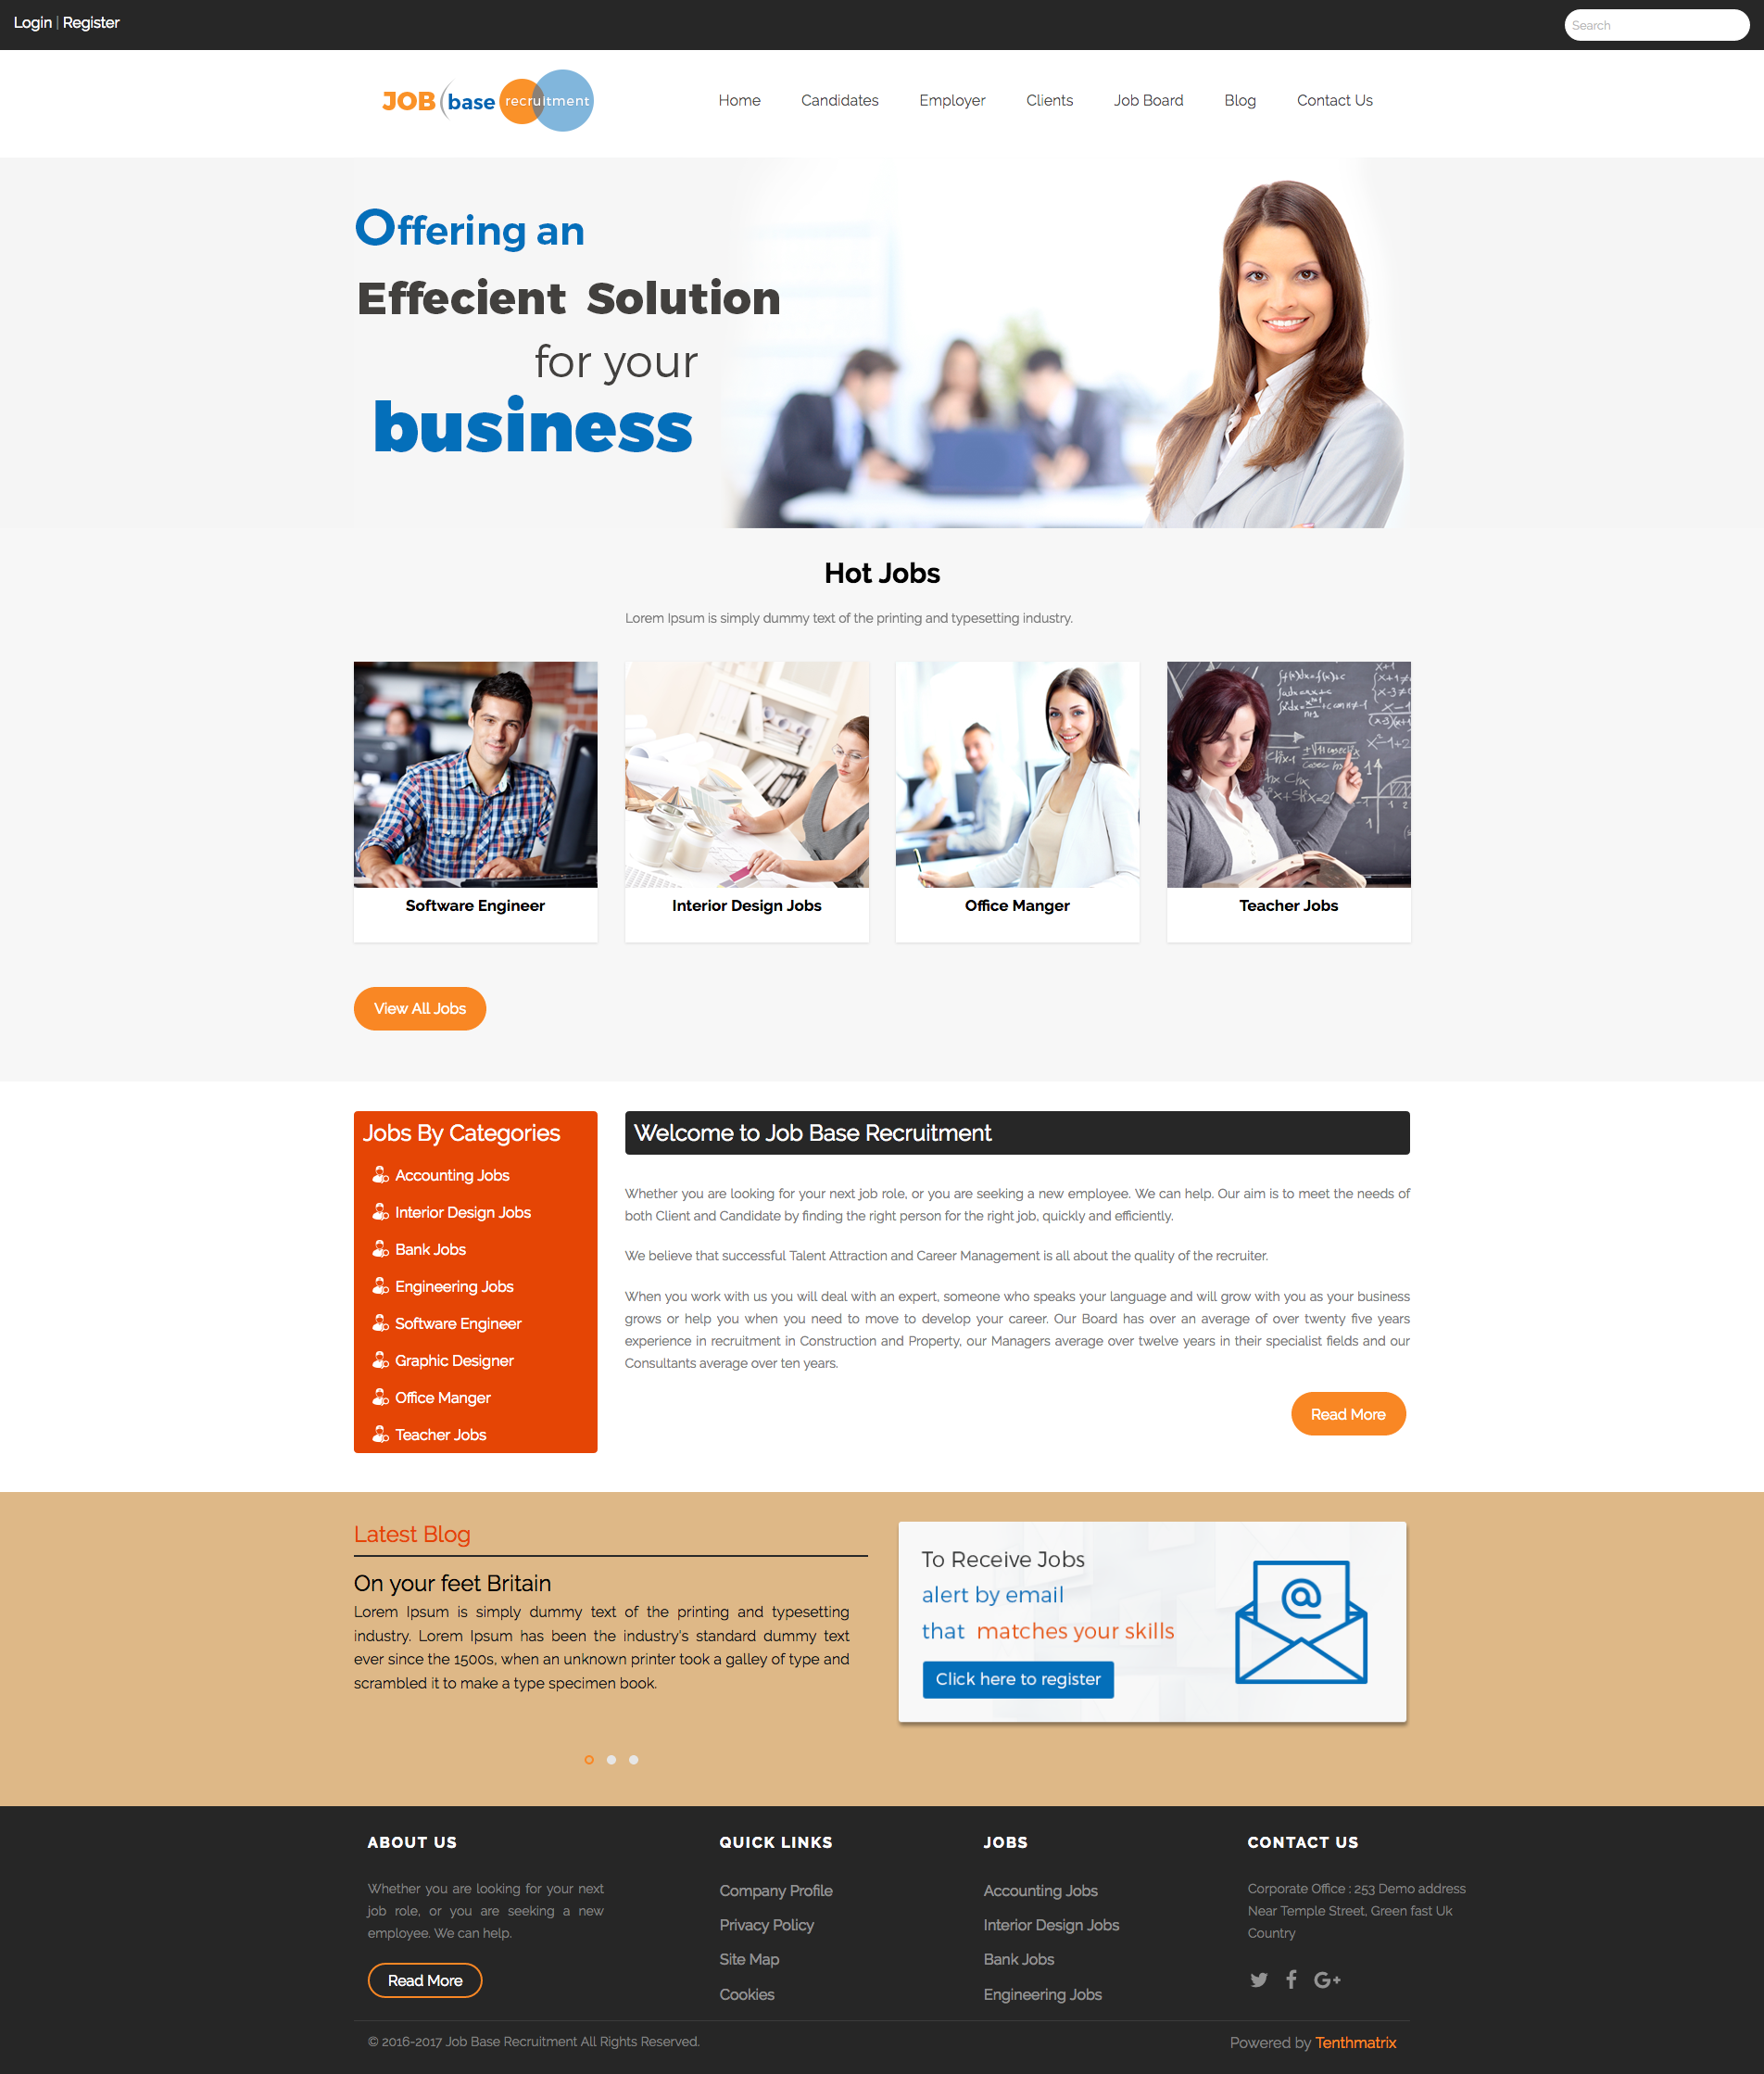 Login | Register
Search
JOB base recruitment
Home Candidates Employer Clients Job Board Blog Contact Us
Offering an
Effecient Solution
for your
business
Hot Jobs
Lorem Ipsum is simply dummy text of the printing and typesetting industry.
Software Engineer
Interior Design Jobs
Office Manger
Teacher Jobs
View All Jobs
Jobs By Categories
Accounting Jobs
Interior Design Jobs
Bank Jobs
Engineering Jobs
Software Engineer
Graphic Designer
Office Manger
Teacher Jobs
Welcome to Job Base Recruitment
Whether you are looking for your next job role, or you are seeking a new employee. We can help. Our aim is to meet the needs of
both Client and Candidate by finding the right person for the right job, quickly and efficiently.
We believe that successful Talent Attraction and Career Management is all about the quality of the recruiter.
When you work with us you will deal with an expert, someone who speaks your language and will grow with you as your business
grows or help you when you need to move to develop your career. Our Board has over an average of over twenty five years
experience in recruitment in Construction and Property, our Managers average over twelve years in their specialist fields and our
Consultants average over ten years.
Read More
Latest Blog
On your feet Britain
Lorem Ipsum is simply dummy text of the printing and typesetting
industry. Lorem Ipsum has been the industry's standard dummy text
ever since the 1500s, when an unknown printer took a galley of type and
scrambled it to make a type specimen book.
To Receive Jobs
alert by email
that matches your skills
Click here to register
ABOUT US
Whether you are looking for your next
job role, or you are seeking a new
employee. We can help.
Read More
QUICK LINKS
Company Profile
Privacy Policy
Site Map
Cookies
JOBS
Accounting Jobs
Interior Design Jobs
Bank Jobs
Engineering Jobs
CONTACT US
Corporate Office : 253 Demo address
Near Temple Street, Green fast Uk
Country
© 2016-2017 Job Base Recruitment All Rights Reserved.
Powered by Tenthmatrix